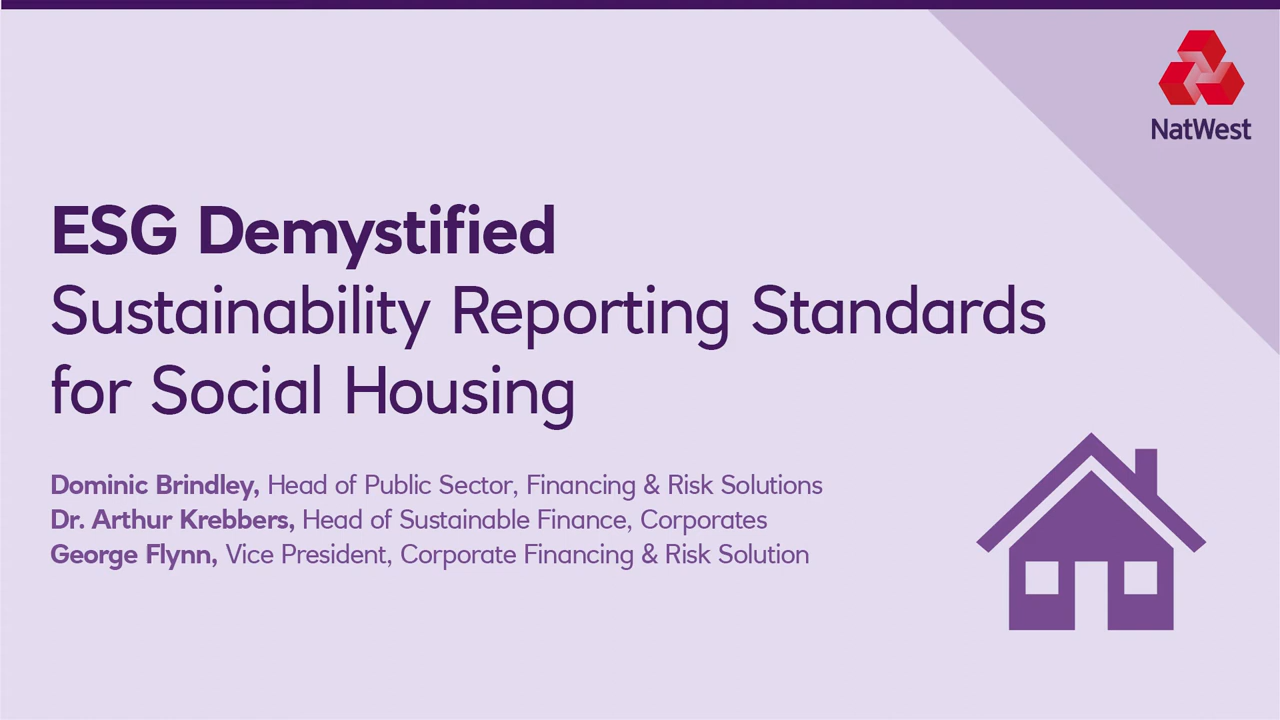 NatWest
ESG Demystified
Sustainability Reporting Standards
for Social Housing
Dominic Brindley, Head of Public Sector, Financing & Risk Solutions
Dr. Arthur Krebbers, Head of Sustainable Finance, Corporates
George Flynn, Vice President, Corporate Financing & Risk Solution